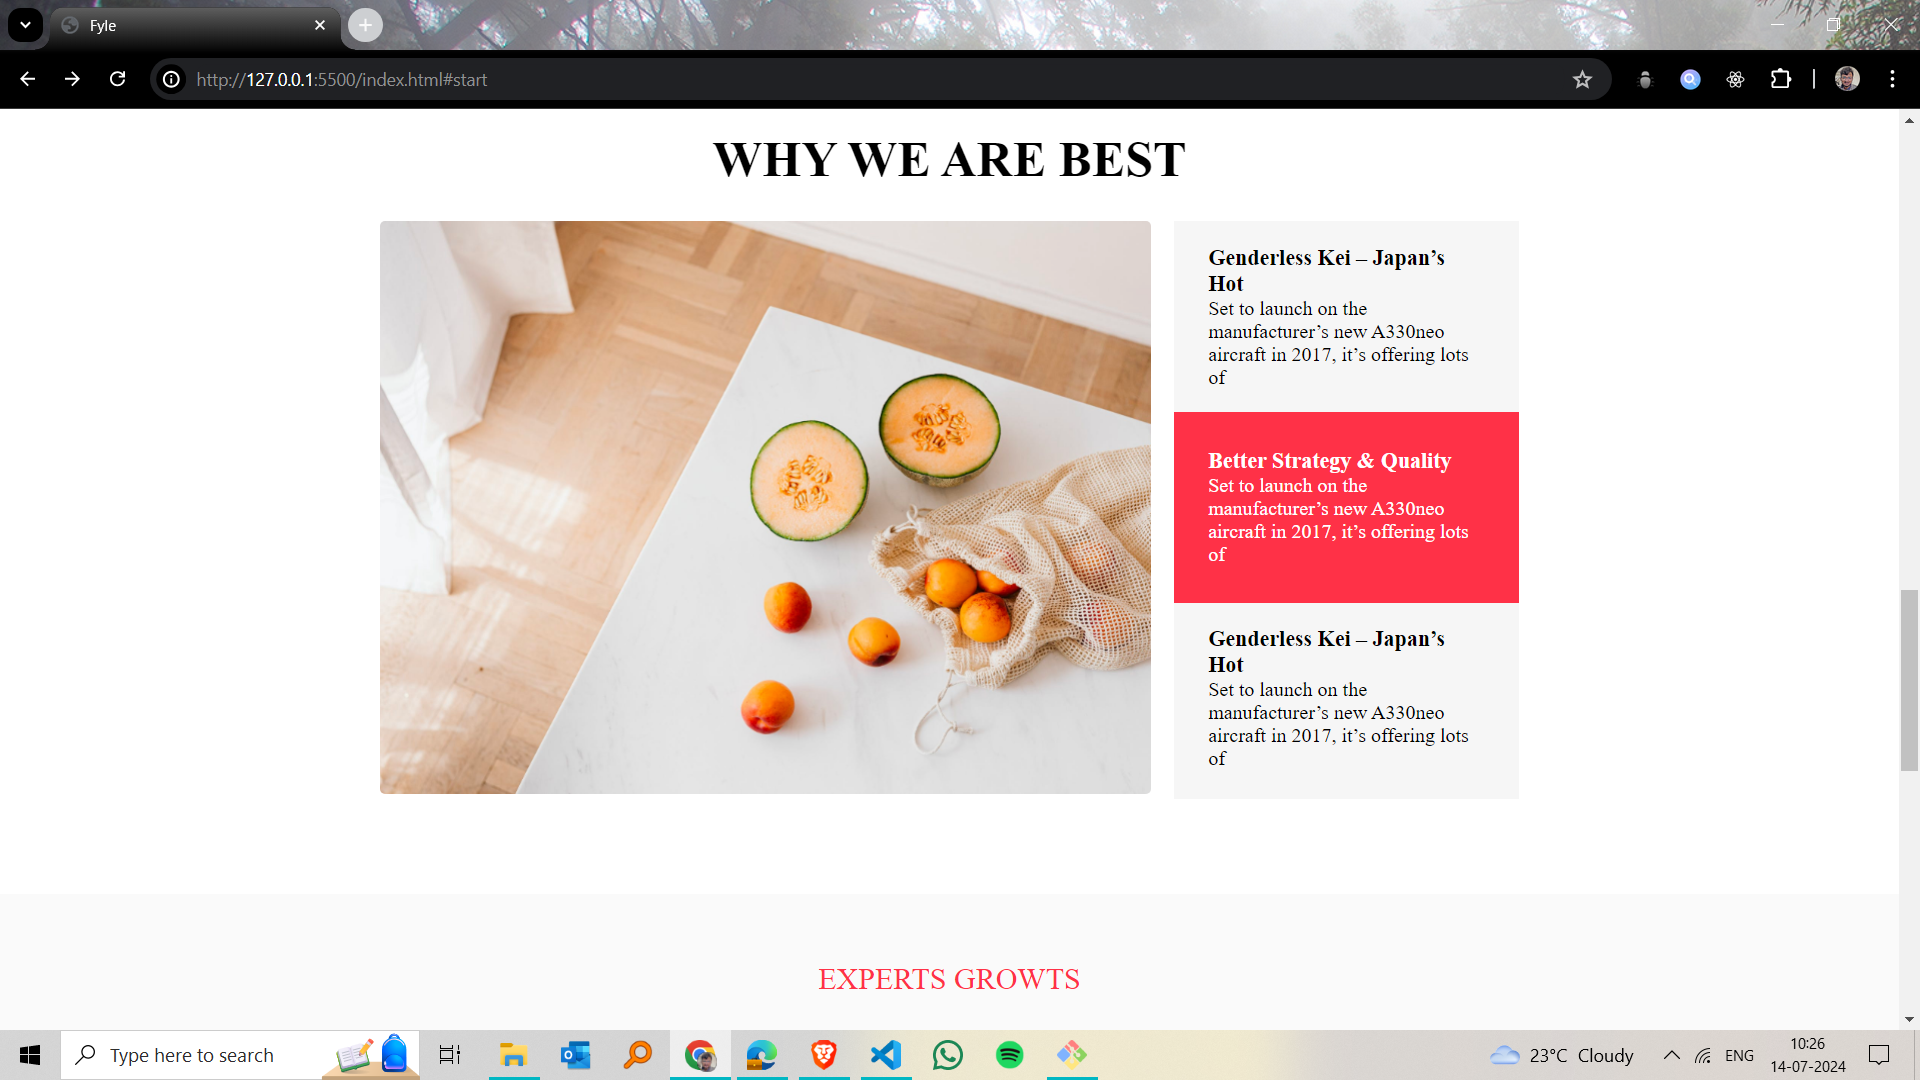 Fyle
http://127.0.0.1:5500/index.html#start
WHY WE ARE BEST
Genderless Kei – Japan’s
Hot
Set to launch on the
manufacturer’s new A330neo
aircraft in 2017, it’s offering lots
of
Better Strategy & Quality
Set to launch on the
manufacturer’s new A330neo
aircraft in 2017, it’s offering lots
of
Genderless Kei – Japan’s
Hot
Set to launch on the
manufacturer’s new A330neo
aircraft in 2017, it’s offering lots
of
EXPERTS GROWTS
Type here to search
23°C Cloudy
ENG
10:26
14-07-2024